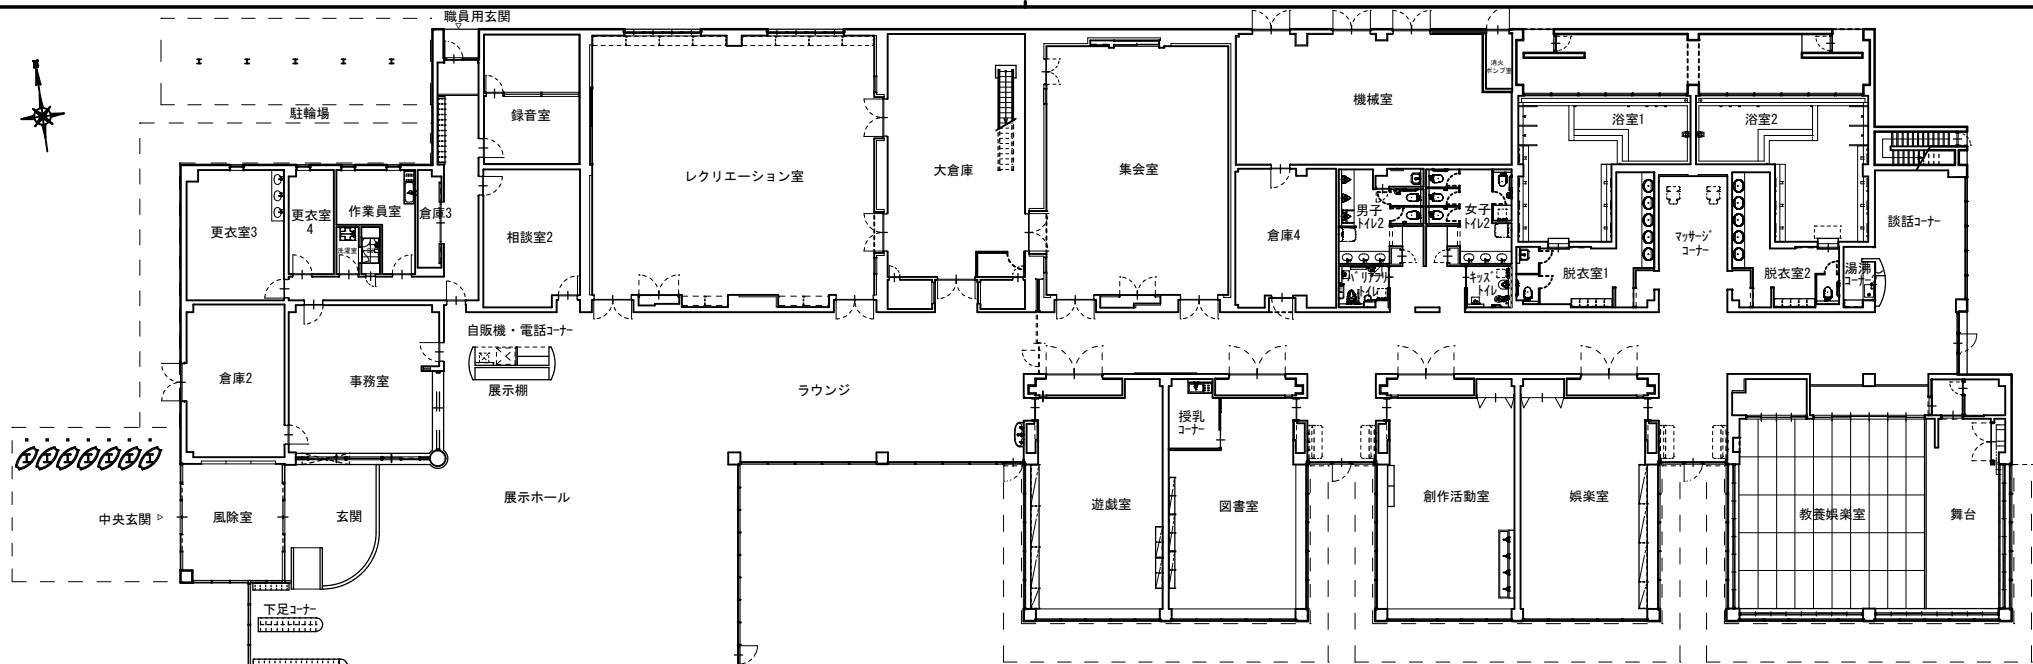 職員用玄関
駐輪場
録音室
レクリエーション室
大倉庫
集会室
機械室
消火
ポンプ室
浴室1
浴室2
更衣室3
更衣室
4
作業員室
洗濯室
倉庫3
相談室2
倉庫4
男子
トイレ2
女子
トイレ2
バリアフリー
トイレ
キッズ
トイレ
脱衣室1
マッサージ
コーナー
脱衣室2
談話コーナー
湯沸
コーナー
自販機・電話コーナー
展示棚
倉庫2
事務室
ラウンジ
授乳
コーナー
中央玄関
風除室
玄関
展示ホール
遊戯室
図書室
創作活動室
娯楽室
教養娯楽室
舞台
下足コーナー